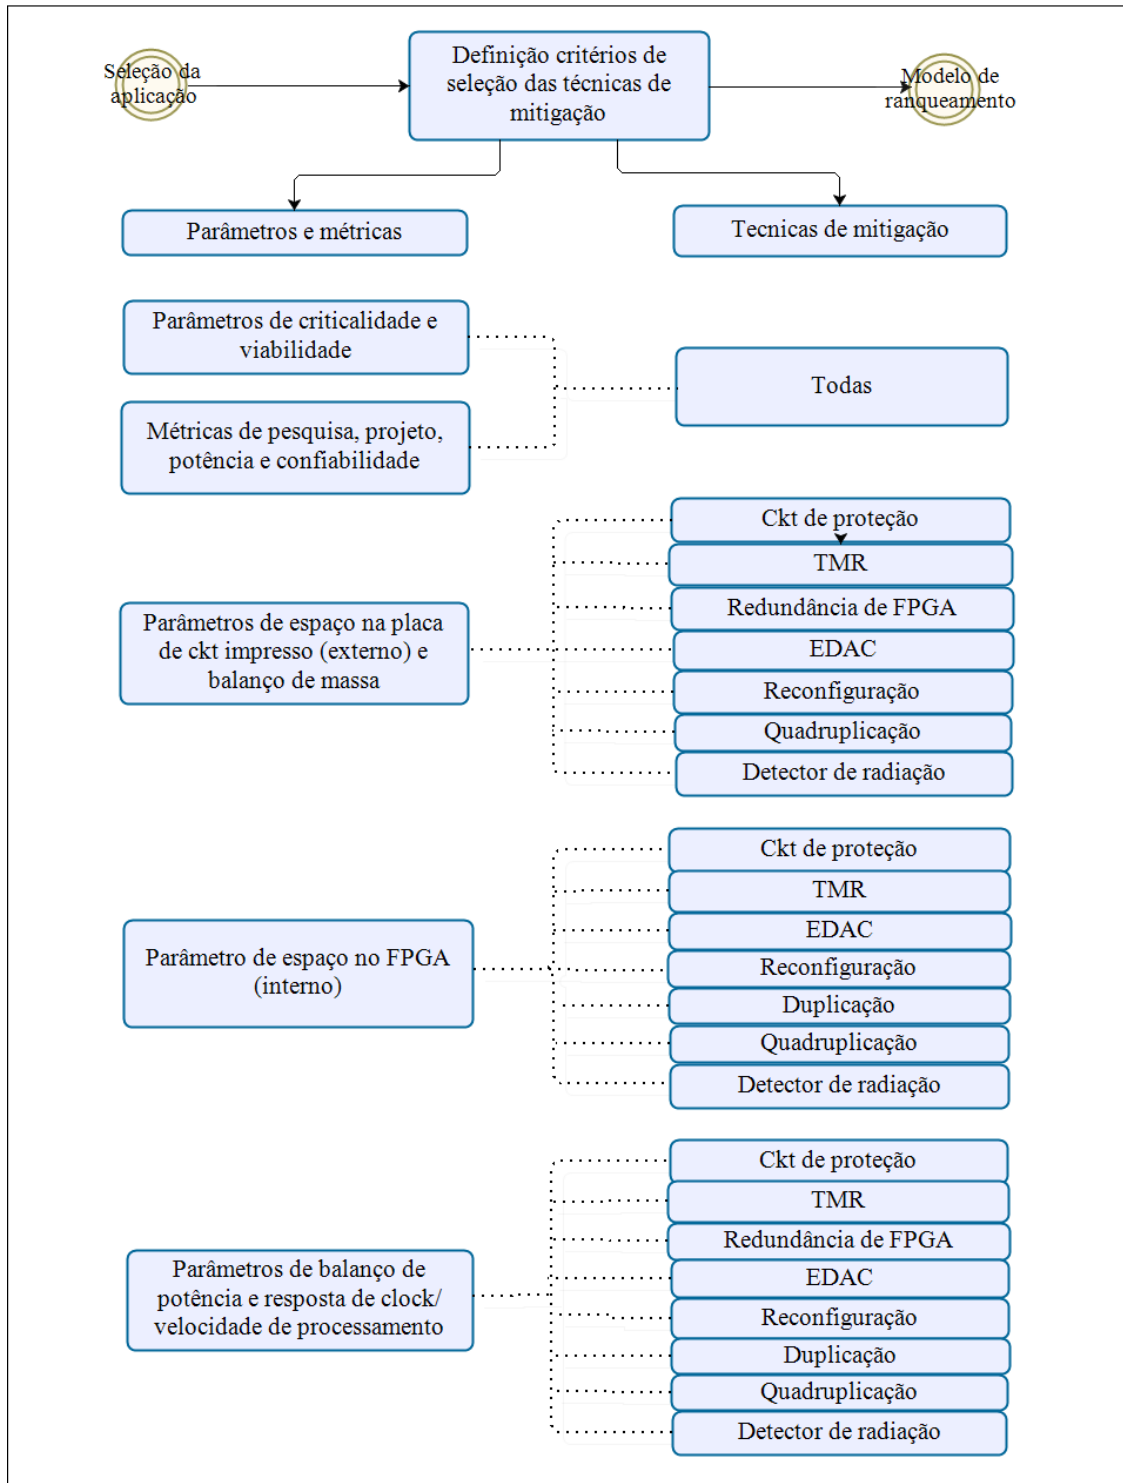 Seleção da
aplicação
Definição critérios de
seleção das técnicas de
mitigação
Modelo de
ranqueamento
Parâmetros e métricas
Tecnicas de mitigação
Parâmetros de criticalidade e
viabilidade
Métricas de pesquisa, projeto,
potência e confiabilidade
Todas
Parâmetros de espaço na placa
de ckt impresso (externo) e
balanço de massa
Ckt de proteção
TMR
Redundância de FPGA
EDAC
Reconfiguração
Quadruplicação
Detector de radiação
Parâmetro de espaço no FPGA
(interno)
Ckt de proteção
TMR
EDAC
Reconfiguração
Duplicação
Quadruplicação
Detector de radiação
Parâmetros de balanço de
potência e resposta de clock/
velocidade de processamento
Ckt de proteção
TMR
Redundância de FPGA
EDAC
Reconfiguração
Duplicação
Quadruplicação
Detector de radiação